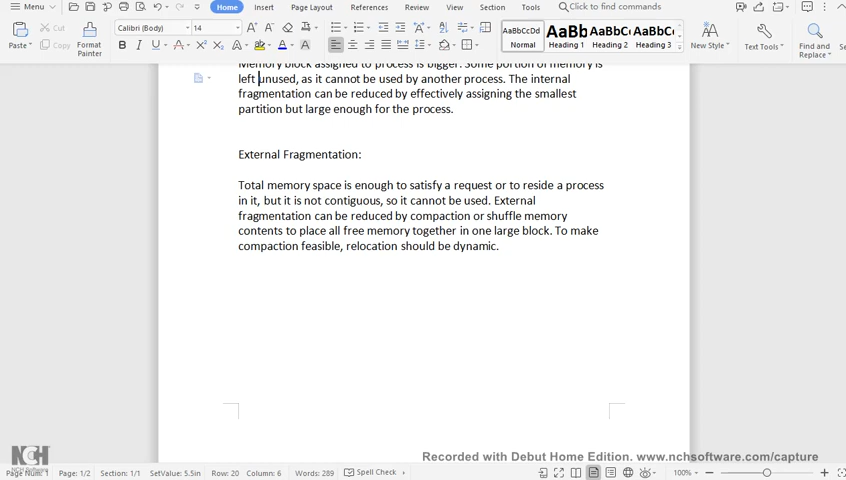 Menu Home Insert Page Layout References Review View Section Tools Click to find commands
Paste Cut Copy Format Painter Calibri (Body) 14 AaBbCcDd Normal AaBb Heading 1 AaBbC Heading 2 AaBbC Heading 3 New Style Text Tools Find and Replace Se
Memory block assigned to process is bigger. Some portion of memory is
left unused, as it cannot be used by another process. The internal
fragmentation can be reduced by effectively assigning the smallest
partition but large enough for the process.
External Fragmentation:
Total memory space is enough to satisfy a request or to reside a process
in it, but it is not contiguous, so it cannot be used. External
fragmentation can be reduced by compaction or shuffle memory
contents to place all free memory together in one large block. To make
compaction feasible, relocation should be dynamic.
NCH
Recorded with Debut Home Edition. www.nchsoftware.com/capture
Page Num: 1 Page: 1/2 Section: 1/1 SetValue: 5.5in Row: 20 Column: 6 Words: 289 Spell Check 100%